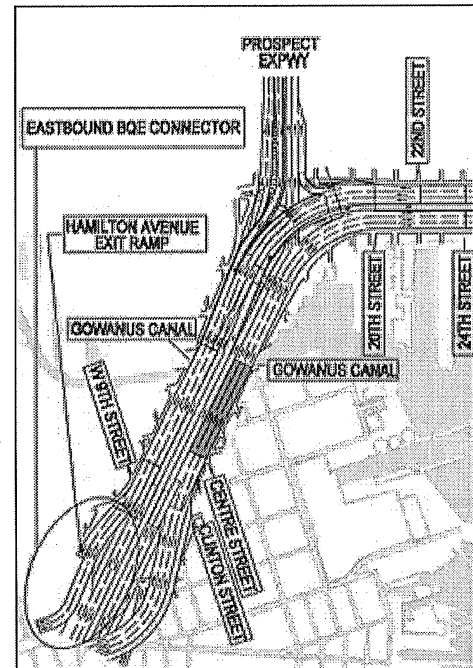 PROSPECT
EXPWY
22ND STREET
EASTBOUND BQE CONNECTOR
HAMILTON AVENUE
EXIT RAMP
20TH STREET
24TH STREET
GOWANUS CANAL
GOWANUS CANAL
W 9TH STREET
CENTRE STREET
CLINTON STREET